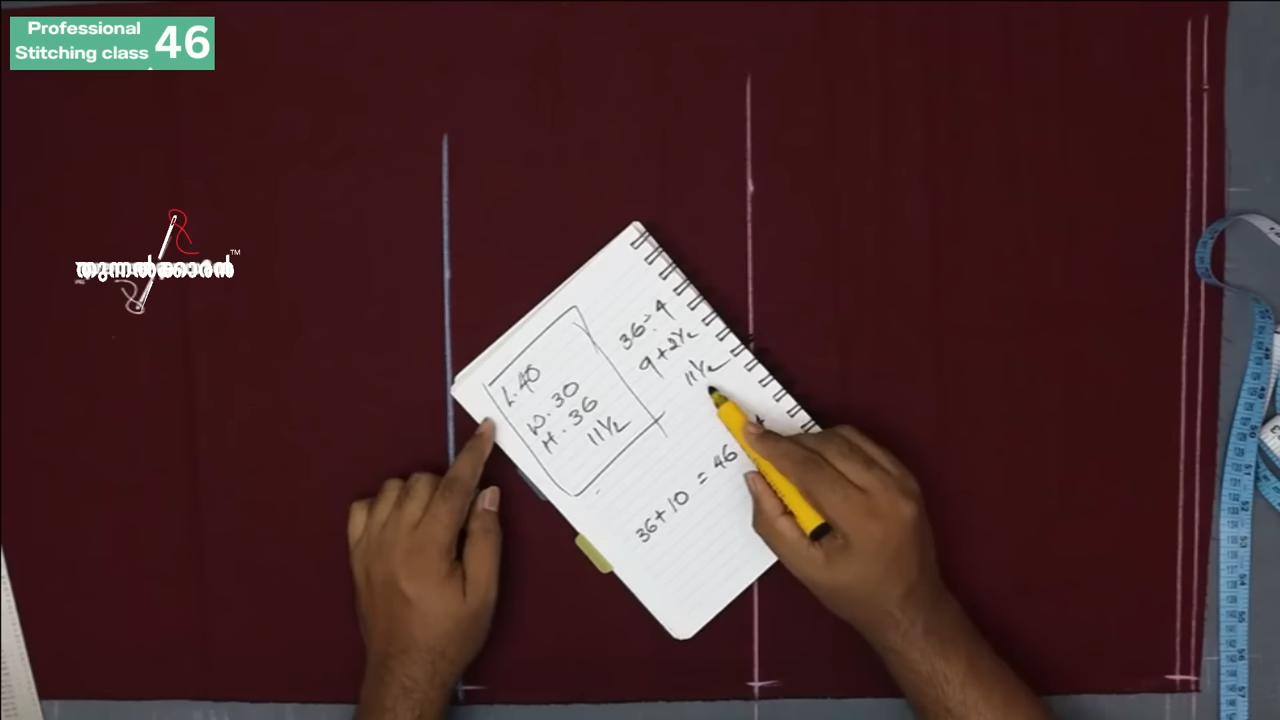 Professional
Stitching class 46
തുന്നൽക്കാരൻ™
L. 40
W. 30
H. 36
11½
36÷4
9+2½
11½
36+10 = 46